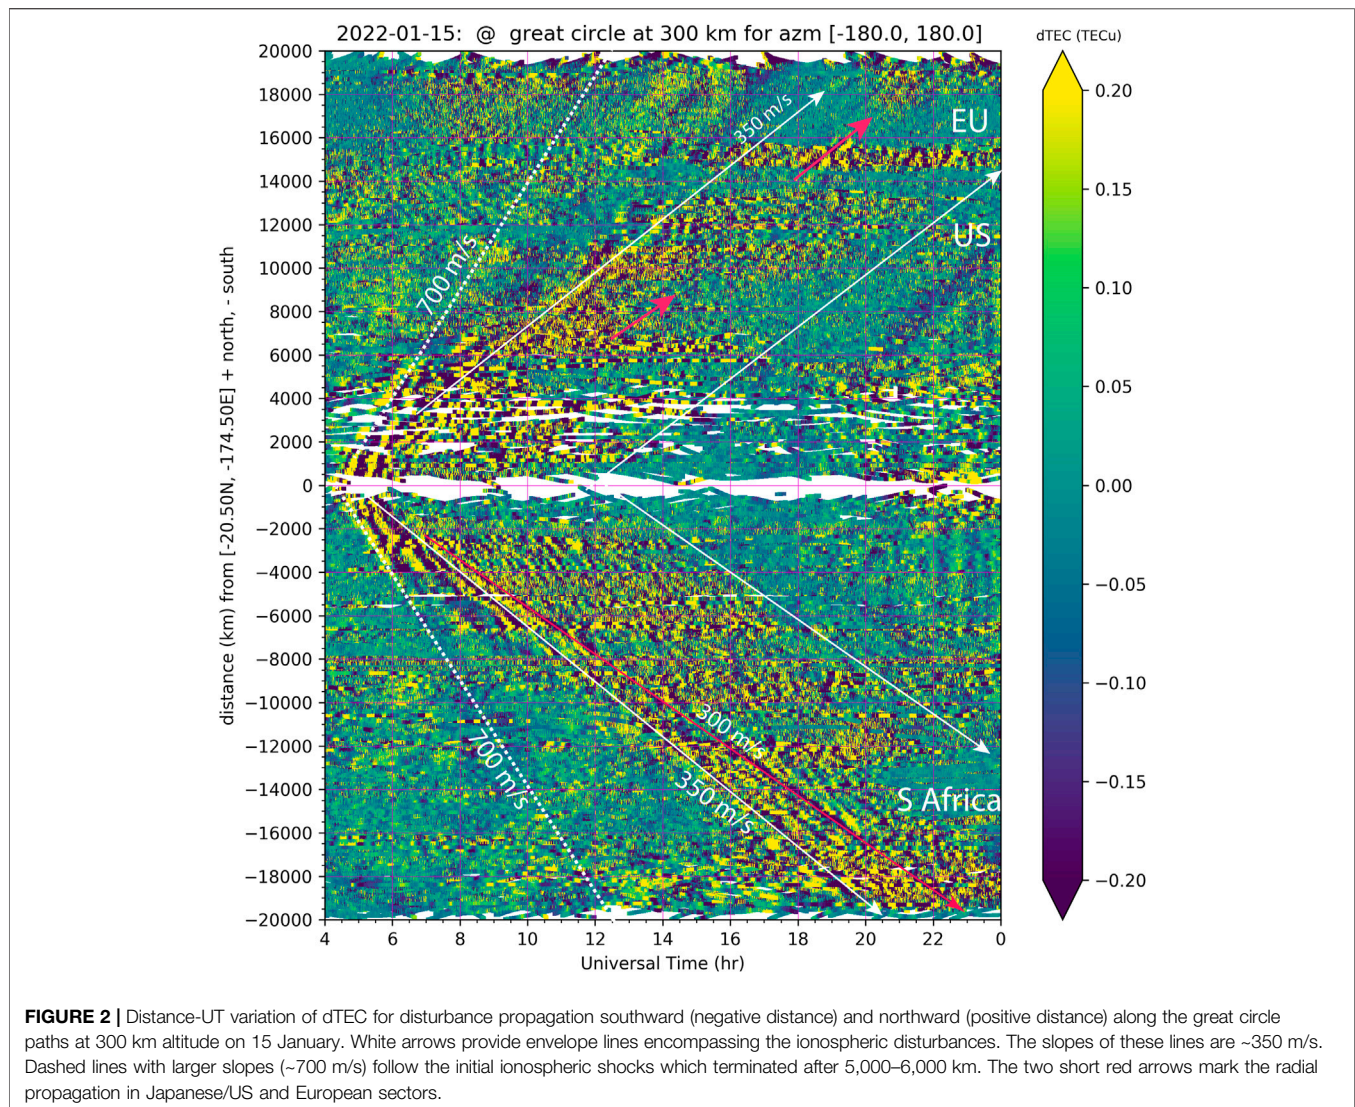 2022-01-15:  @  great circle at 300 km for azm [-180.0, 180.0]
dTEC (TECu)
distance (km) from [-20.50N, -174.50E] + north, - south
20000
18000
16000
14000
12000
10000
8000
6000
4000
2000
0
−2000
−4000
−6000
−8000
−10000
−12000
−14000
−16000
−18000
−20000
700 m/s
350 m/s
EU
US
300 m/s
350 m/s
700 m/s
S Africa
4 6 8 10 12 14 16 18 20 22 0
Universal Time (hr)
0.20
0.15
0.10
0.05
0.00
−0.05
−0.10
−0.15
−0.20
FIGURE 2 | Distance-UT variation of dTEC for disturbance propagation southward (negative distance) and northward (positive distance) along the great circle
paths at 300 km altitude on 15 January. White arrows provide envelope lines encompassing the ionospheric disturbances. The slopes of these lines are ~350 m/s.
Dashed lines with larger slopes (~700 m/s) follow the initial ionospheric shocks which terminated after 5,000–6,000 km. The two short red arrows mark the radial
propagation in Japanese/US and European sectors.